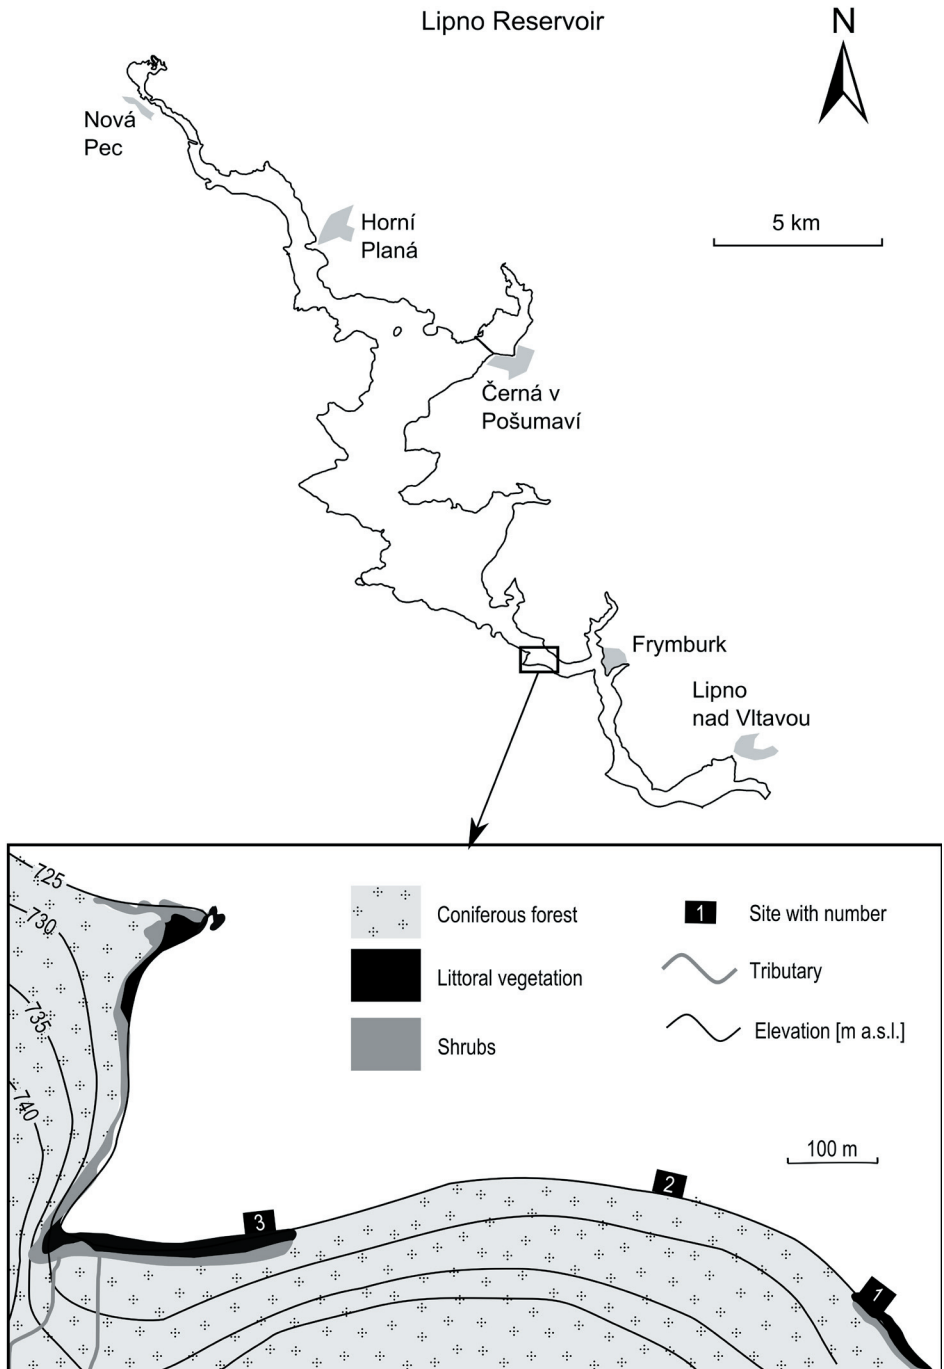 Lipno Reservoir
N
Nová
Pec
Horní
Planá
5 km
Černá v
Pošumaví
Frymburk
Lipno
nad Vltavou
725
730
735
740
Coniferous forest
Littoral vegetation
Shrubs
1 Site with number
Tributary
Elevation [m a.s.l.]
100 m
2
3
1